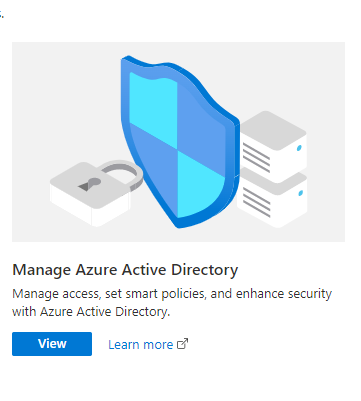 s.
Manage Azure Active Directory
Manage access, set smart policies, and enhance security
with Azure Active Directory.
View
Learn more